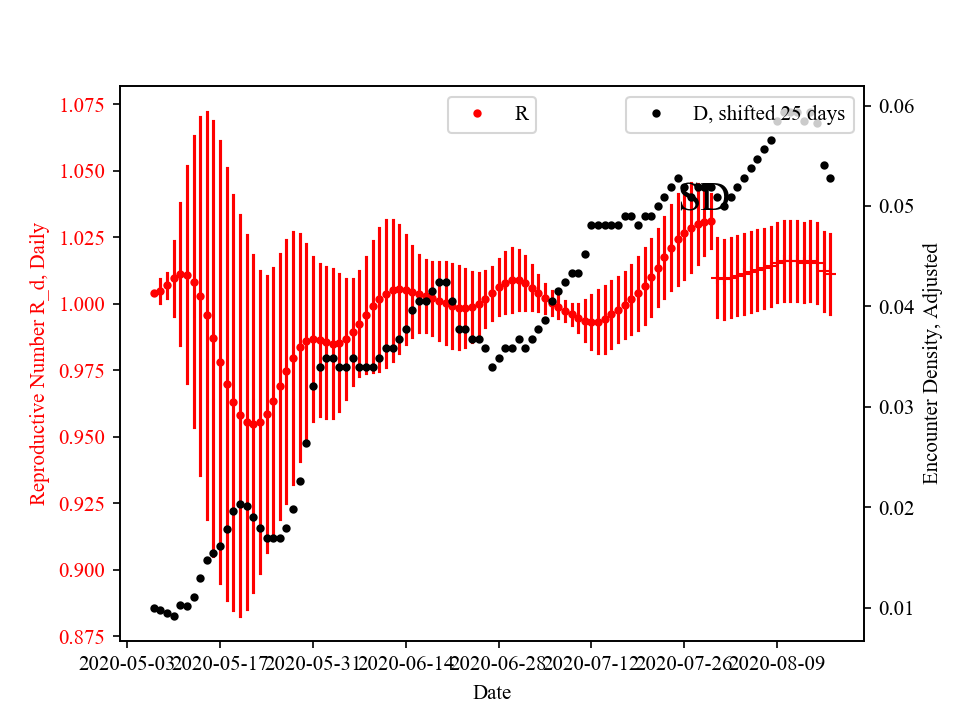 R
D, shifted 25 days
SD
1.075
1.050
1.025
1.000
0.975
0.950
0.925
0.900
0.875
Reproductive Number R_d, Daily
0.06
0.05
0.04
0.03
0.02
0.01
Encounter Density, Adjusted
2020-05-03 2020-05-17 2020-05-31 2020-06-14 2020-06-28 2020-07-12 2020-07-26 2020-08-09
Date